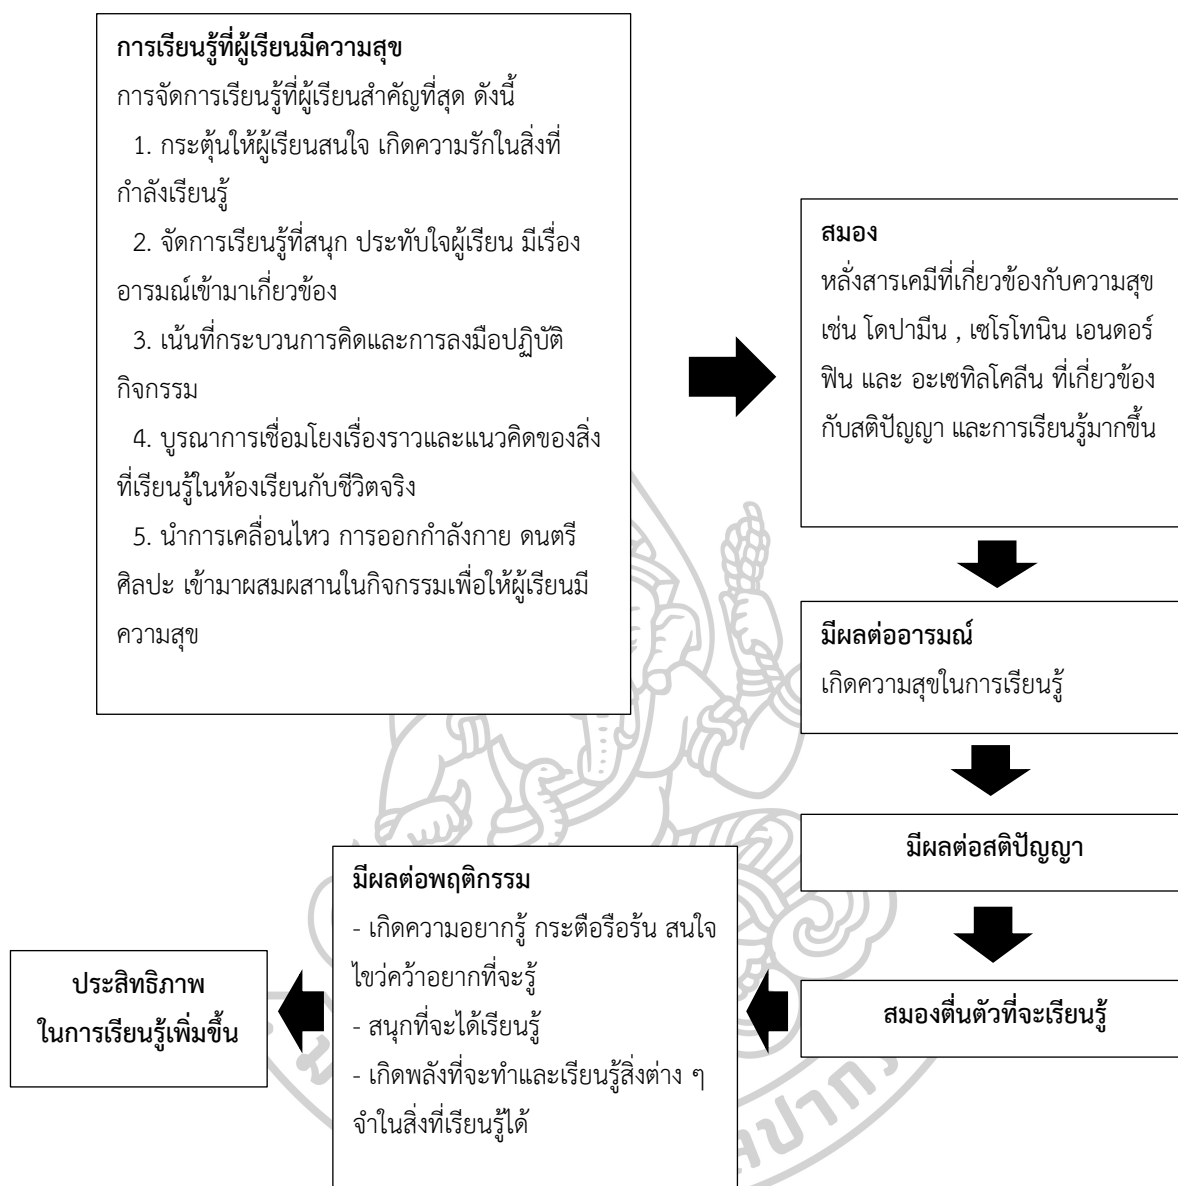 การเรียนรู้ที่ผู้เรียนมีความสุข
การจัดการเรียนรู้ที่ผู้เรียนสำคัญที่สุด ดังนี้
1. กระตุ้นให้ผู้เรียนสนใจ เกิดความรักในสิ่งที่
กำลังเรียนรู้
2. จัดการเรียนรู้ที่สนุก ประทับใจผู้เรียน มีเรื่อง
อารมณ์เข้ามาเกี่ยวข้อง
3. เน้นที่กระบวนการคิดและการลงมือปฏิบัติ
กิจกรรม
4. บูรณาการเชื่อมโยงเรื่องราวและแนวคิดของสิ่ง
ที่เรียนรู้ในห้องเรียนกับชีวิตจริง
5. นำการเคลื่อนไหว การออกกำลังกาย ดนตรี
ศิลปะ เข้ามาผสมผสานในกิจกรรมเพื่อให้ผู้เรียนมี
ความสุข
สมอง
หลั่งสารเคมีที่เกี่ยวข้องกับความสุข
เช่น โดปามีน , เซโรโทนิน เอนดอร์
ฟิน และ อะเซทิลโคลีน ที่เกี่ยวข้อง
กับสติปัญญา และการเรียนรู้มากขึ้น
มีผลต่ออารมณ์
เกิดความสุขในการเรียนรู้
มีผลต่อสติปัญญา
สมองตื่นตัวที่จะเรียนรู้
มีผลต่อพฤติกรรม
- เกิดความอยากรู้ กระตือรือร้น สนใจ
ไขว่คว้าอยากที่จะรู้
- สนุกที่จะได้เรียนรู้
- เกิดพลังที่จะทำและเรียนรู้สิ่งต่าง ๆ
จำในสิ่งที่เรียนรู้ได้
ประสิทธิภาพ
ในการเรียนรู้เพิ่มขึ้น